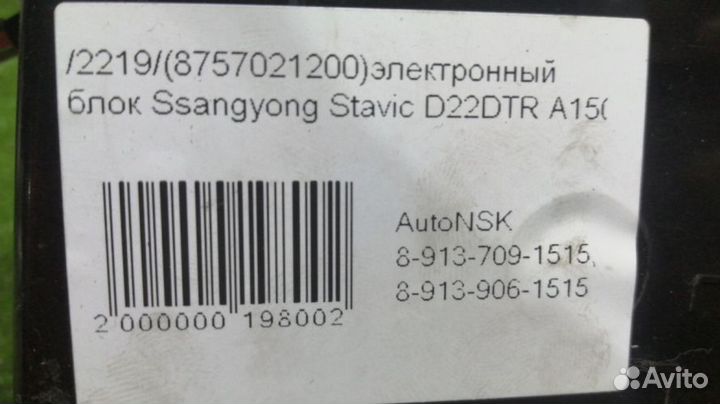 /2219/(8757021200)электронный
блок Ssangyong Stavic D22DTR A15(
AutoNSK
8-913-709-1515,
8-913-906-1515
2 000000 198002
Avito